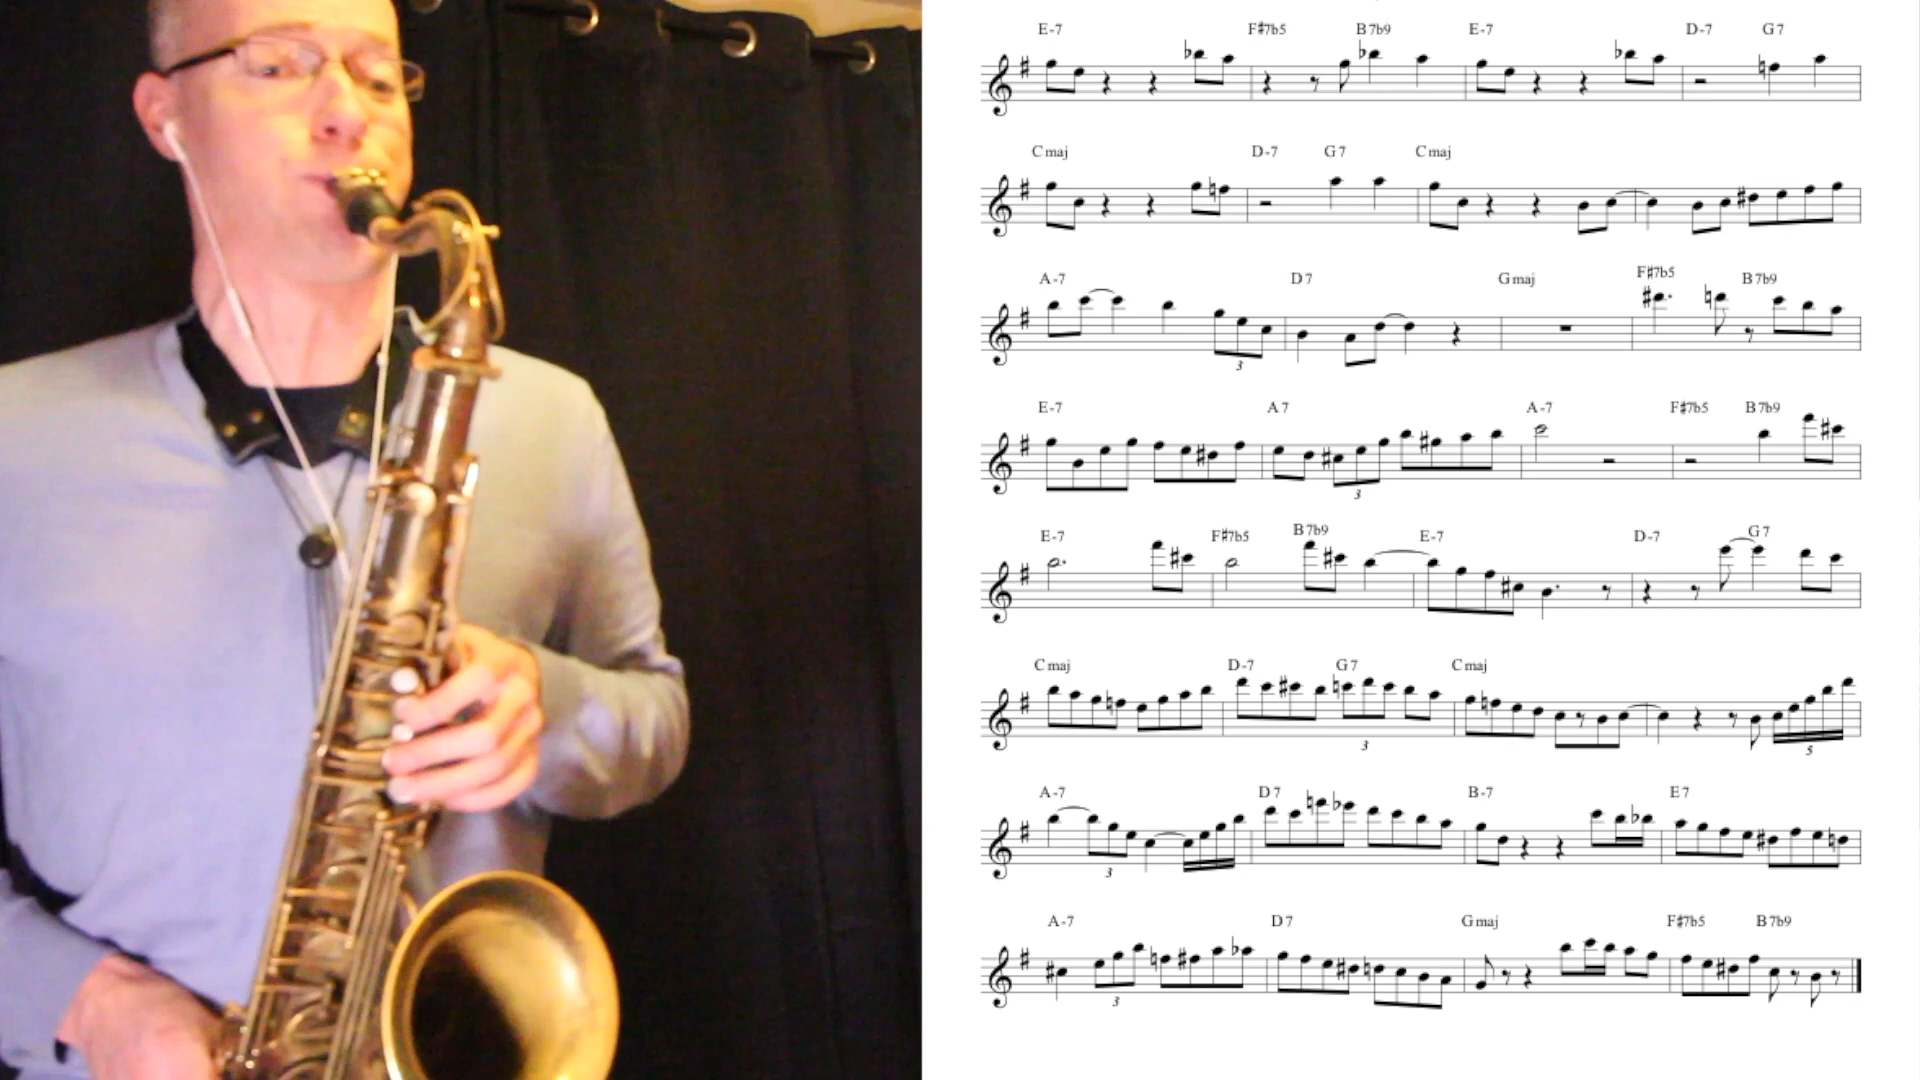 E-7 F#7b5 B7b9 E-7 D-7 G7
Cmaj D-7 G7 Cmaj
A-7 D7 Gmaj F#7b5 B7b9
3
E-7 A7 A-7 F#7b5 B7b9
3
E-7 F#7b5 B7b9 E-7 D-7 G7
Cmaj D-7 G7 Cmaj
3 5
A-7 D7 B-7 E7
3
A-7 D7 Gmaj F#7b5 B7b9
3